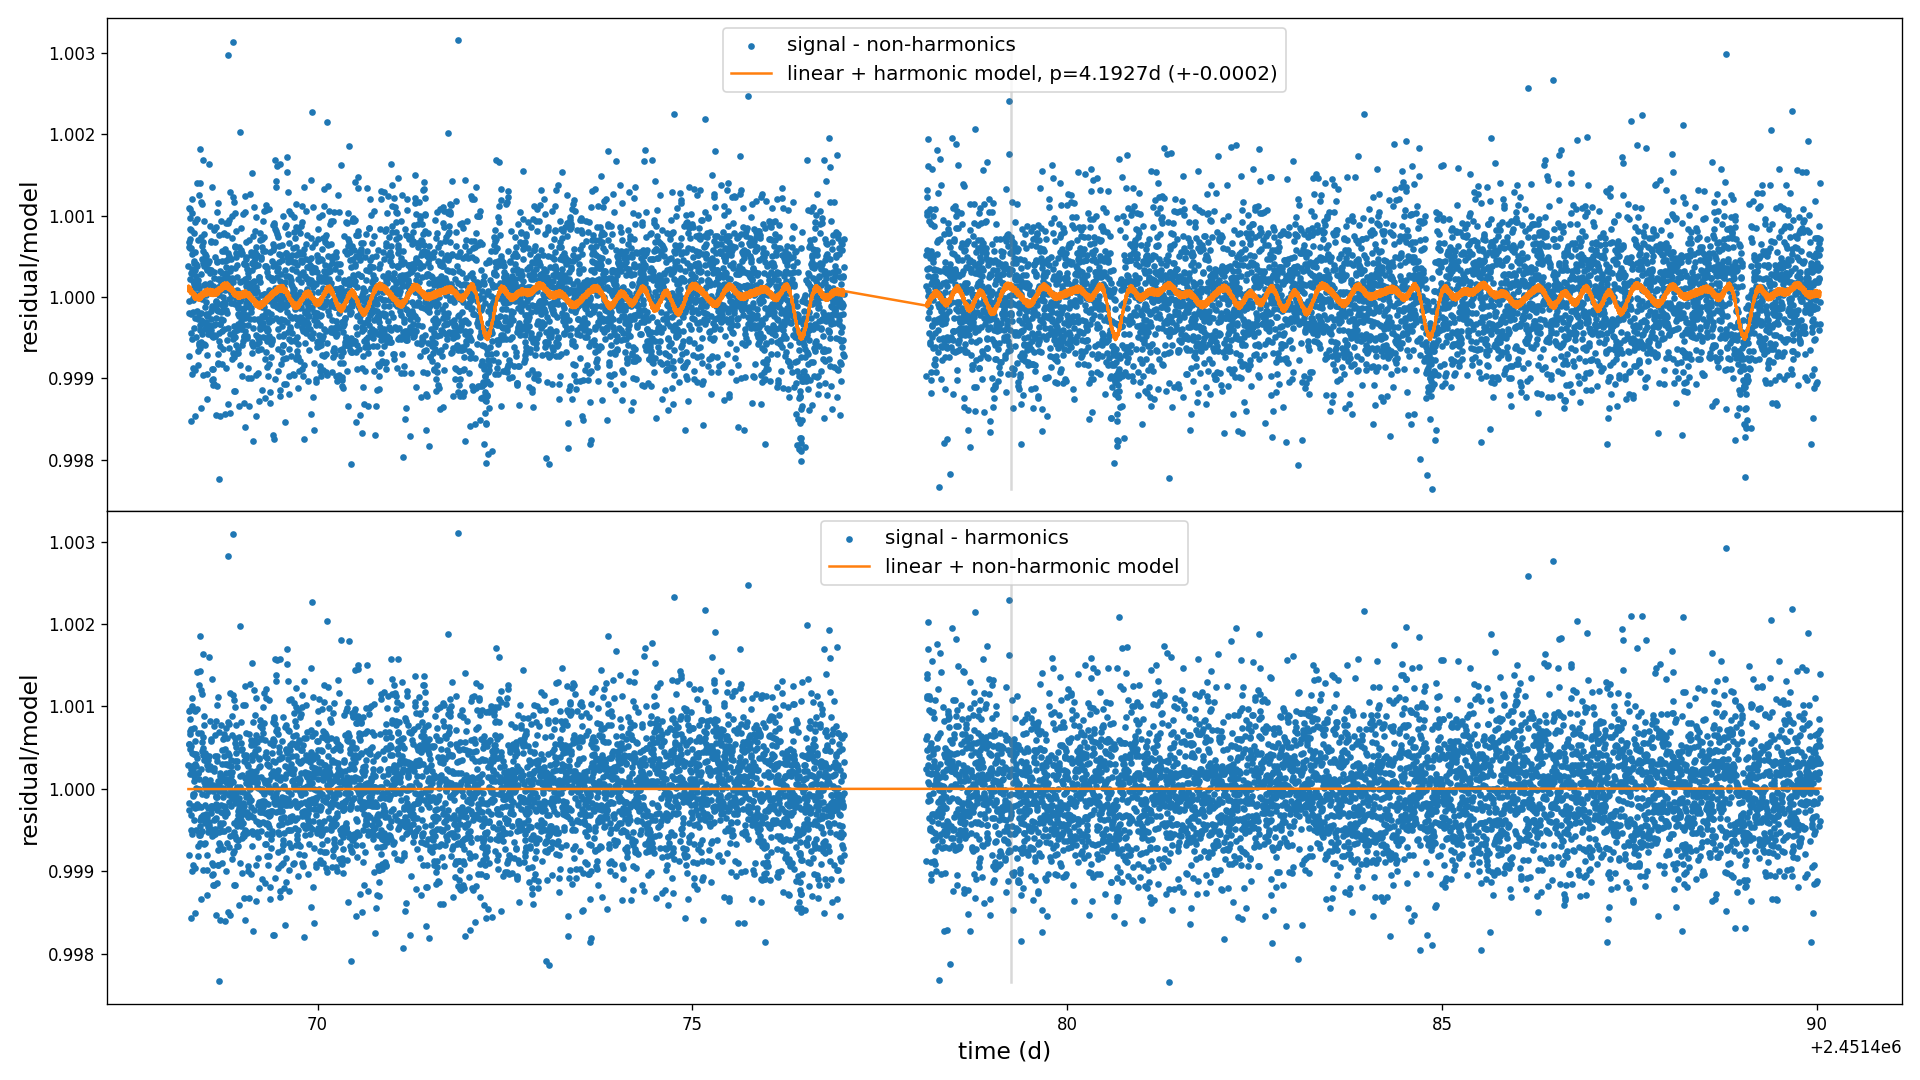 signal - non-harmonics
linear + harmonic model, p=4.1927d (+-0.0002)
1.003
1.002
1.001
1.000
0.999
0.998
residual/model
signal - harmonics
linear + non-harmonic model
1.003
1.002
1.001
1.000
0.999
0.998
residual/model
70 75 80 85 90
time (d)
+2.4514e6